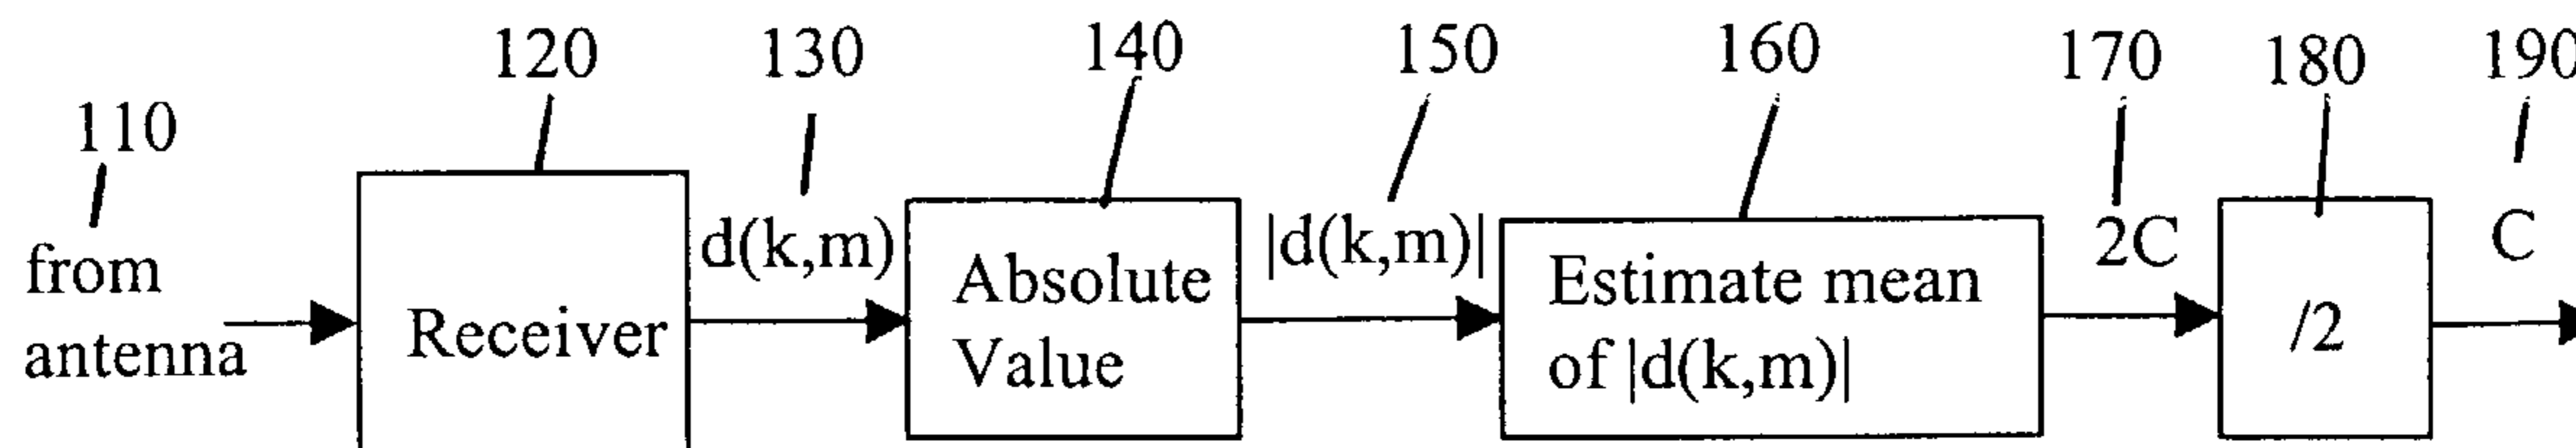 120
130
140
150
160
170
180
190
110
from
antenna
Receiver
d(k,m)
Absolute
Value
|d(k,m)|
Estimate mean
of |d(k,m)|
2C
/2
C